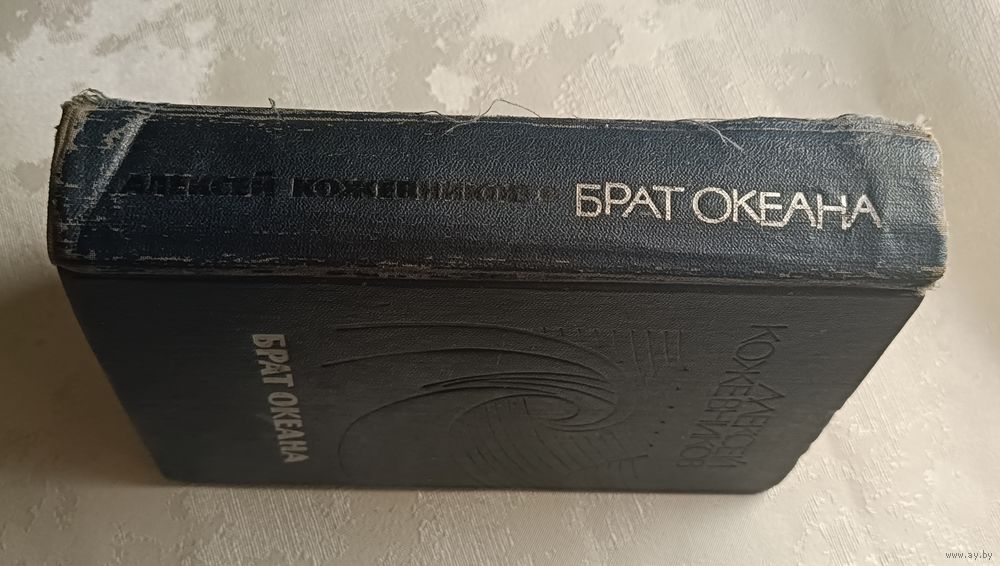 АЛЕКСЕЙ КОЖЕВНИКОВ • БРАТ ОКЕАНА
АЛЕКСЕЙ
КОЖЕВНИКОВ
БРАТ ОКЕАНА
www.ay.by